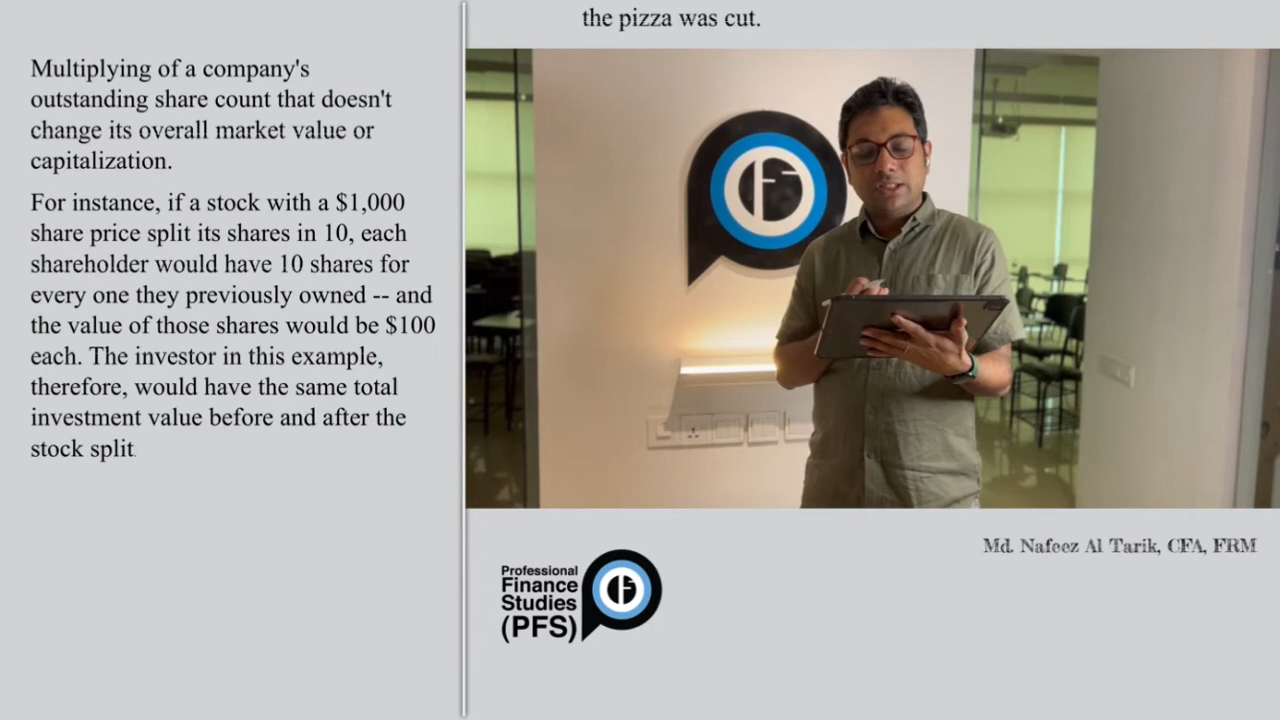 the pizza was cut.
Multiplying of a company's
outstanding share count that doesn't
change its overall market value or
capitalization.
For instance, if a stock with a $1,000
share price split its shares in 10, each
shareholder would have 10 shares for
every one they previously owned -- and
the value of those shares would be $100
each. The investor in this example,
therefore, would have the same total
investment value before and after the
stock split.
Md. Nafeez Al Tarik, CFA, FRM
Professional
Finance
Studies
(PFS)